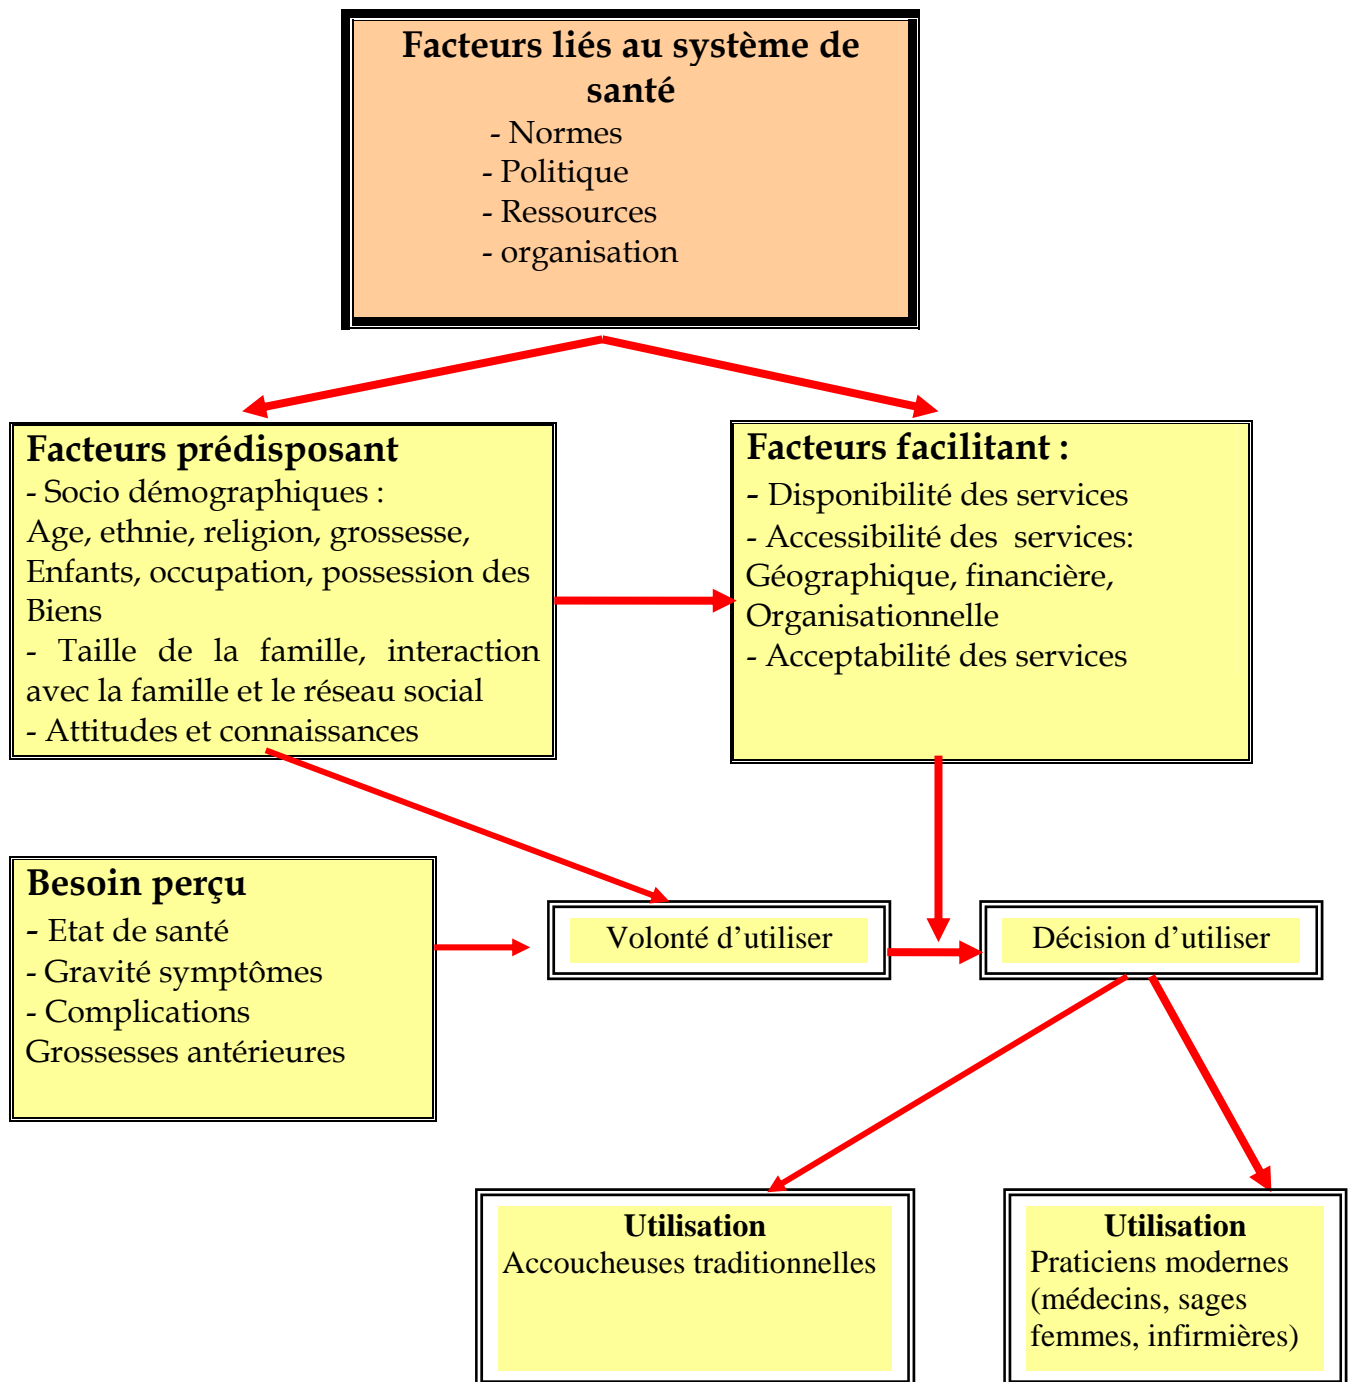 Facteurs liés au système de
santé
- Normes
- Politique
- Ressources
- organisation
Facteurs prédisposant
- Socio démographiques :
Age, ethnie, religion, grossesse,
Enfants, occupation, possession des
Biens
- Taille de la famille, interaction
avec la famille et le réseau social
- Attitudes et connaissances
Facteurs facilitant :
- Disponibilité des services
- Accessibilité des services:
Géographique, financière,
Organisationnelle
- Acceptabilité des services
Besoin perçu
- Etat de santé
- Gravité symptômes
- Complications
Grossesses antérieures
Volonté d’utiliser
Décision d’utiliser
Utilisation
Accoucheuses traditionnelles
Utilisation
Praticiens modernes
(médecins, sages
femmes, infirmières)